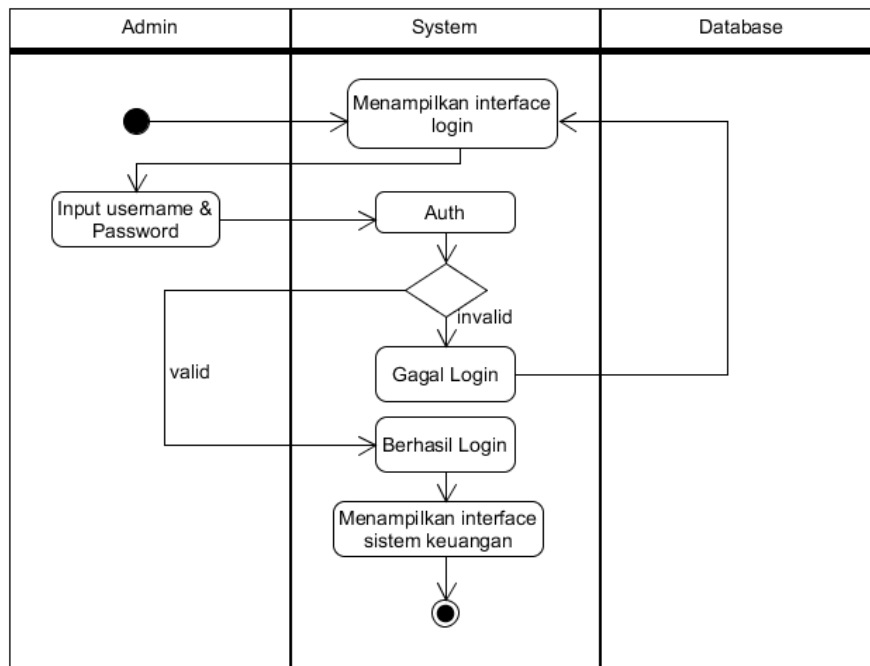 Admin
System
Database
Menampilkan interface
login
Input username &
Password
Auth
invalid
valid
Gagal Login
Berhasil Login
Menampilkan interface
sistem keuangan